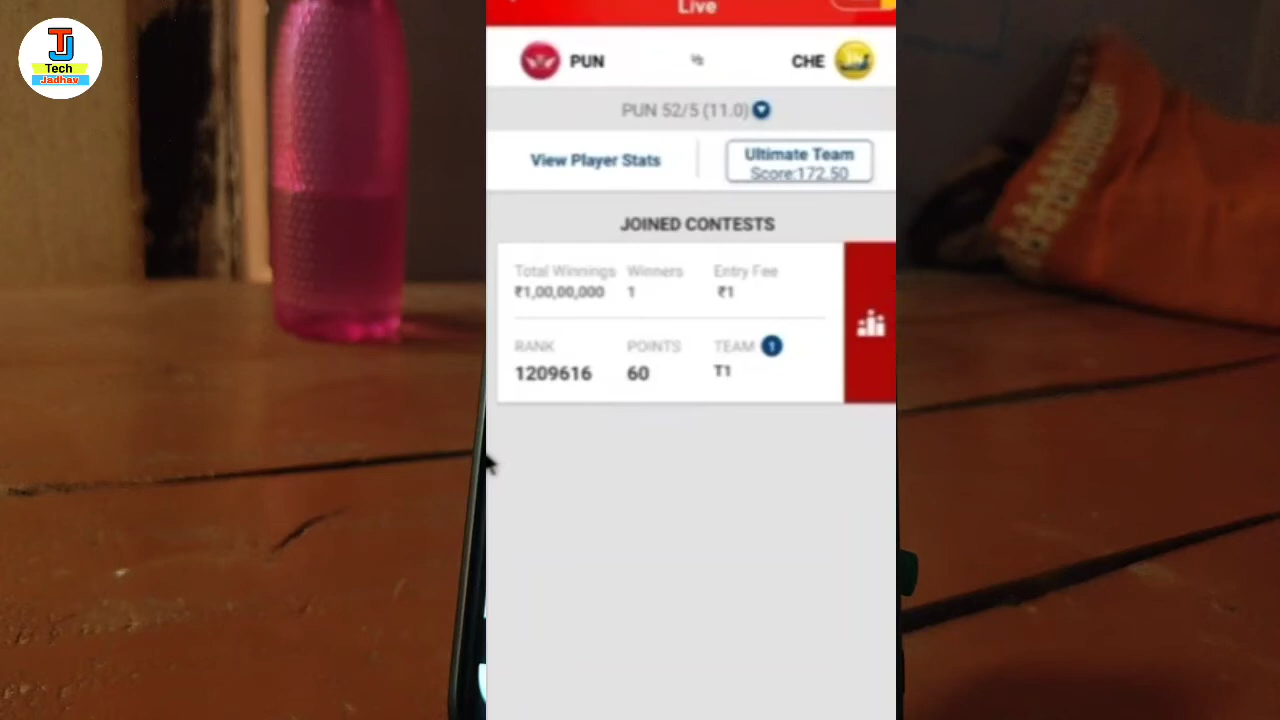 TJ
Tech
Jadhav
Live
PUN vs CHE
PUN 52/5 (11.0)
View Player Stats
Ultimate Team
Score:172.50
JOINED CONTESTS
Total Winnings Winners Entry Fee
₹1,00,00,000 1 ₹1
RANK POINTS TEAM 1
1209616 60 T1